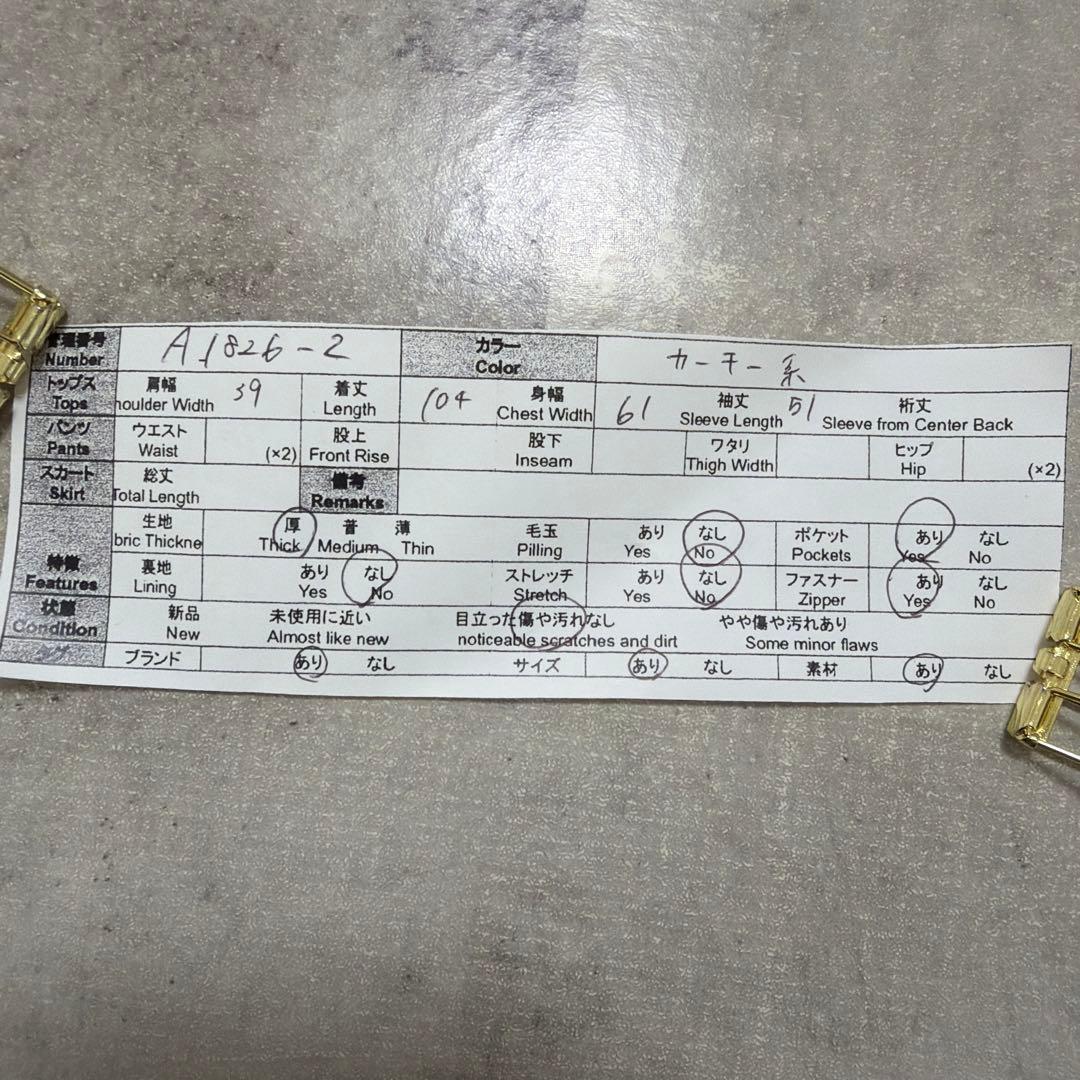 管理番号 Number A1826-2 カラー Color カーキー系
トップス Tops 肩幅 houlder Width 39 着丈 Length 104 身幅 Chest Width 61 袖丈 Sleeve Length 51 裄丈 Sleeve from Center Back
パンツ Pants ウエスト Waist (×2) 股上 Front Rise 股下 Inseam ワタリ Thigh Width ヒップ Hip (×2)
スカート Skirt 総丈 Total Length 備考 Remarks
特徴 Features 生地 bric Thickne 厚 Thick 普 Medium 薄 Thin 毛玉 Pilling あり Yes なし No ポケット Pockets あり Yes なし No
裏地 Lining あり Yes なし No ストレッチ Stretch あり Yes なし No ファスナー Zipper あり Yes なし No
状態 Condition 新品 New 未使用に近い Almost like new 目立った傷や汚れなし noticeable scratches and dirt やや傷や汚れあり Some minor flaws
タグ ブランド あり なし サイズ あり なし 素材 あり なし